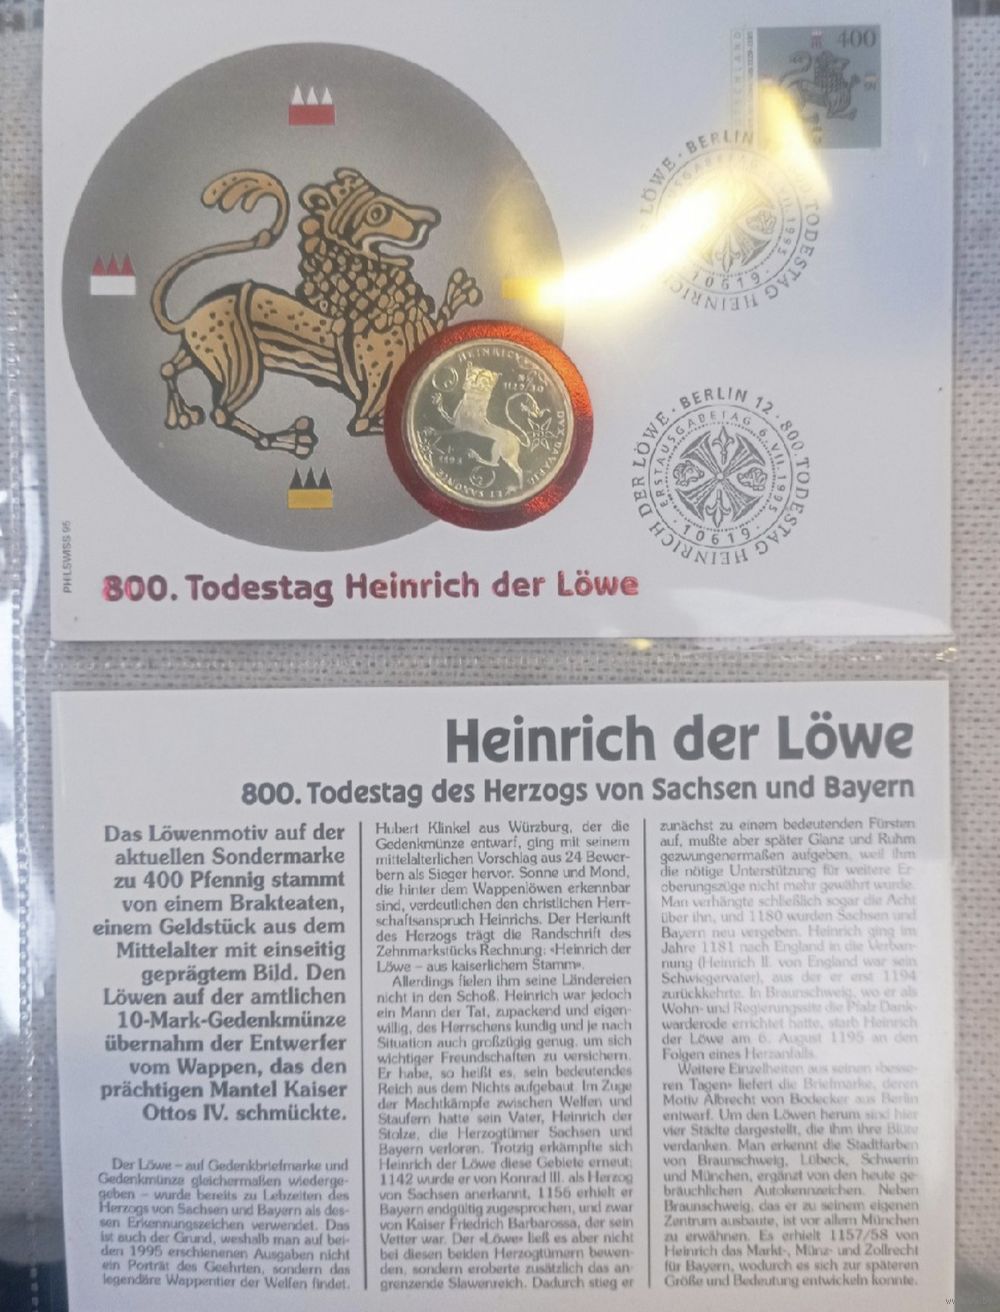 400
BERLIN 12 · 800. TODESTAG HEINRICH DER LÖWE ·
ERSTAUSGABETAG 6. VII. 1995
· 10619 ·
HEINRICVS
DVX BAVARIE
ET SAXONIE
PHILSWISS 95
800. Todestag Heinrich der Löwe
Heinrich der Löwe
800. Todestag des Herzogs von Sachsen und Bayern
Das Löwenmotiv auf der
aktuellen Sondermarke
zu 400 Pfennig stammt
von einem Brakteaten,
einem Geldstück aus dem
Mittelalter mit einseitig
geprägtem Bild. Den
Löwen auf der amtlichen
10-Mark-Gedenkmünze
übernahm der Entwerfer
vom Wappen, das den
prächtigen Mantel Kaiser
Ottos IV. schmückte.
Der Löwe – auf Gedenkbriefmarke und
Gedenkmünze gleichermaßen wiederge-
geben – wurde bereits zu Lebzeiten des
Herzogs von Sachsen und Bayern als des-
sen Erkennungszeichen verwendet. Das
ist auch der Grund, weshalb man auf bei-
den 1995 erschienenen Ausgaben nicht
ein Porträt des Geehrten, sondern das
legendäre Wappentier der Welfen findet.
Hubert Klinkel aus Würzburg, der die
Gedenkmünze entwarf, ging mit seinem
mittelalterlichen Vorschlag aus 24 Bewer-
bern als Sieger hervor. Sonne und Mond,
die hinter dem Wappenlöwen erkennbar
sind, verdeutlichen den christlichen Herr-
schaftsanspruch Heinrichs. Der Herkunft
des Herzogs trägt die Randschrift des
Zehnmarkstücks Rechnung: »Heinrich der
Löwe – aus kaiserlichem Stamm«.
Allerdings fielen ihm seine Ländereien
nicht in den Schoß. Heinrich war jedoch
ein Mann der Tat, zupackend und eigen-
willig, des Herrschens kundig und je nach
Situation auch großzügig genug, um sich
wichtiger Freundschaften zu versichern.
Er habe, so heißt es, sein bedeutendes
Reich aus dem Nichts aufgebaut. Im Zuge
der Machtkämpfe zwischen Welfen und
Staufern hatte sein Vater, Heinrich der
Stolze, die Herzogtümer Sachsen und
Bayern verloren. Trotzig erkämpfte sich
Heinrich der Löwe diese Gebiete erneut;
1142 wurde er von Konrad III. als Herzog
von Sachsen anerkannt, 1156 erhielt er
Bayern endgültig zugesprochen, und zwar
von Kaiser Friedrich Barbarossa, der sein
Vetter war. Der »Löwe« ließ es aber nicht
bei diesen beiden Herzogtümern bewen-
den, sondern eroberte zusätzlich das an-
grenzende Slawenreich. Dadurch stieg er
zunächst zu einem bedeutenden Fürsten
auf, mußte aber später Glanz und Ruhm
gezwungenermaßen aufgeben, weil ihm
die nötige Unterstützung für weitere Er-
oberungszüge nicht mehr gewährt wurde.
Man verhängte schließlich sogar die Acht
über ihn, und 1180 wurden Sachsen und
Bayern neu vergeben. Heinrich ging im
Jahre 1181 nach England in die Verban-
nung (Heinrich II. von England war sein
Schwiegervater), aus der er erst 1194
zurückkehrte. In Braunschweig, wo er als
Wohn- und Regierungssitz die Pfalz Dank-
warderode errichtet hatte, starb Heinrich
der Löwe am 6. August 1195 an den
Folgen eines Herzanfalls.
Weitere Einzelheiten aus seinen »besse-
ren Tagen« liefert die Briefmarke, deren
Motiv Albrecht von Bodecker aus Berlin
entwarf. Um den Löwen herum sind hier
vier Städte dargestellt, die ihm ihre Blüte
verdanken. Man erkennt die Stadtfarben
von Braunschweig, Lübeck, Schwerin
und München, ergänzt von den heute ge-
bräuchlichen Autokennzeichen. Neben
Braunschweig, das er zu seinem eigenen
Zentrum ausbaute, ist vor allem München
zu erwähnen. Es erhielt 1157/58 von
Heinrich das Markt-, Münz- und Zollrecht
für Bayern, wodurch es sich zur späteren
Größe und Bedeutung entwickeln konnte.